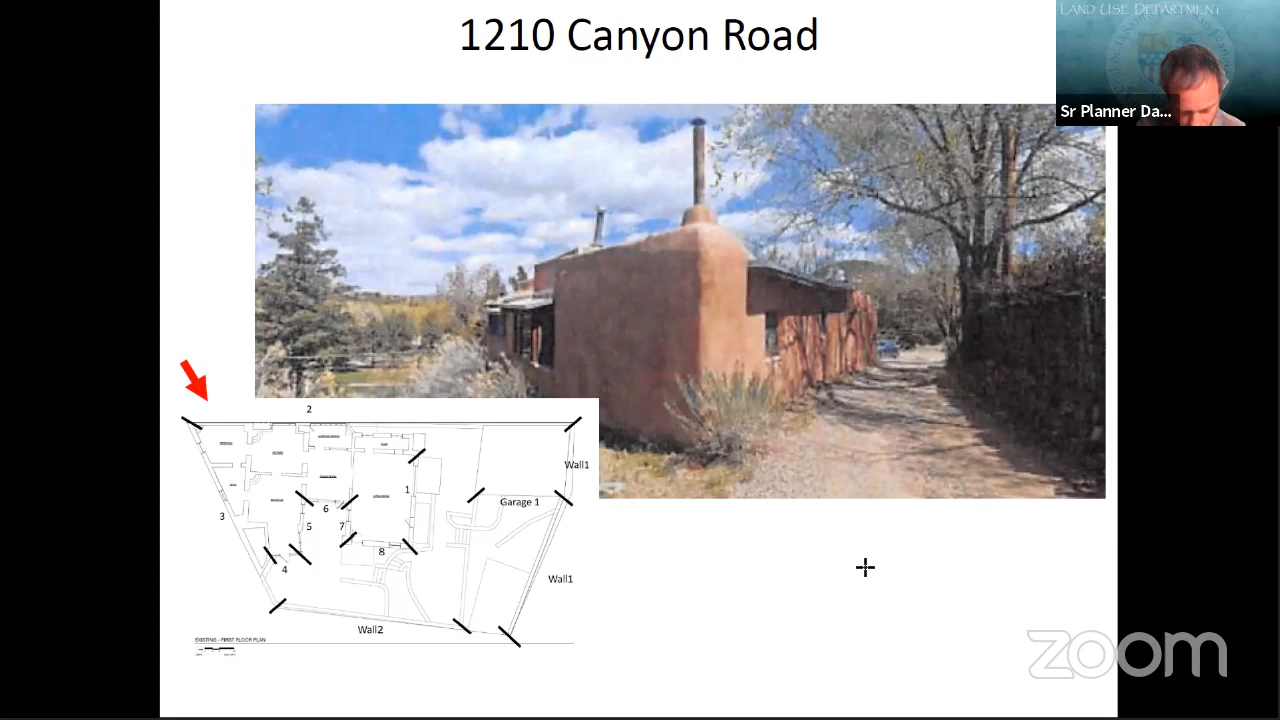 1210 Canyon Road
LAND USE DEPARTMENT
Sr Planner Da...
2
Wall1
1
Garage 1
3
6
5
7
8
4
Wall1
Wall2
EXISTING - FIRST FLOOR PLAN
zoom